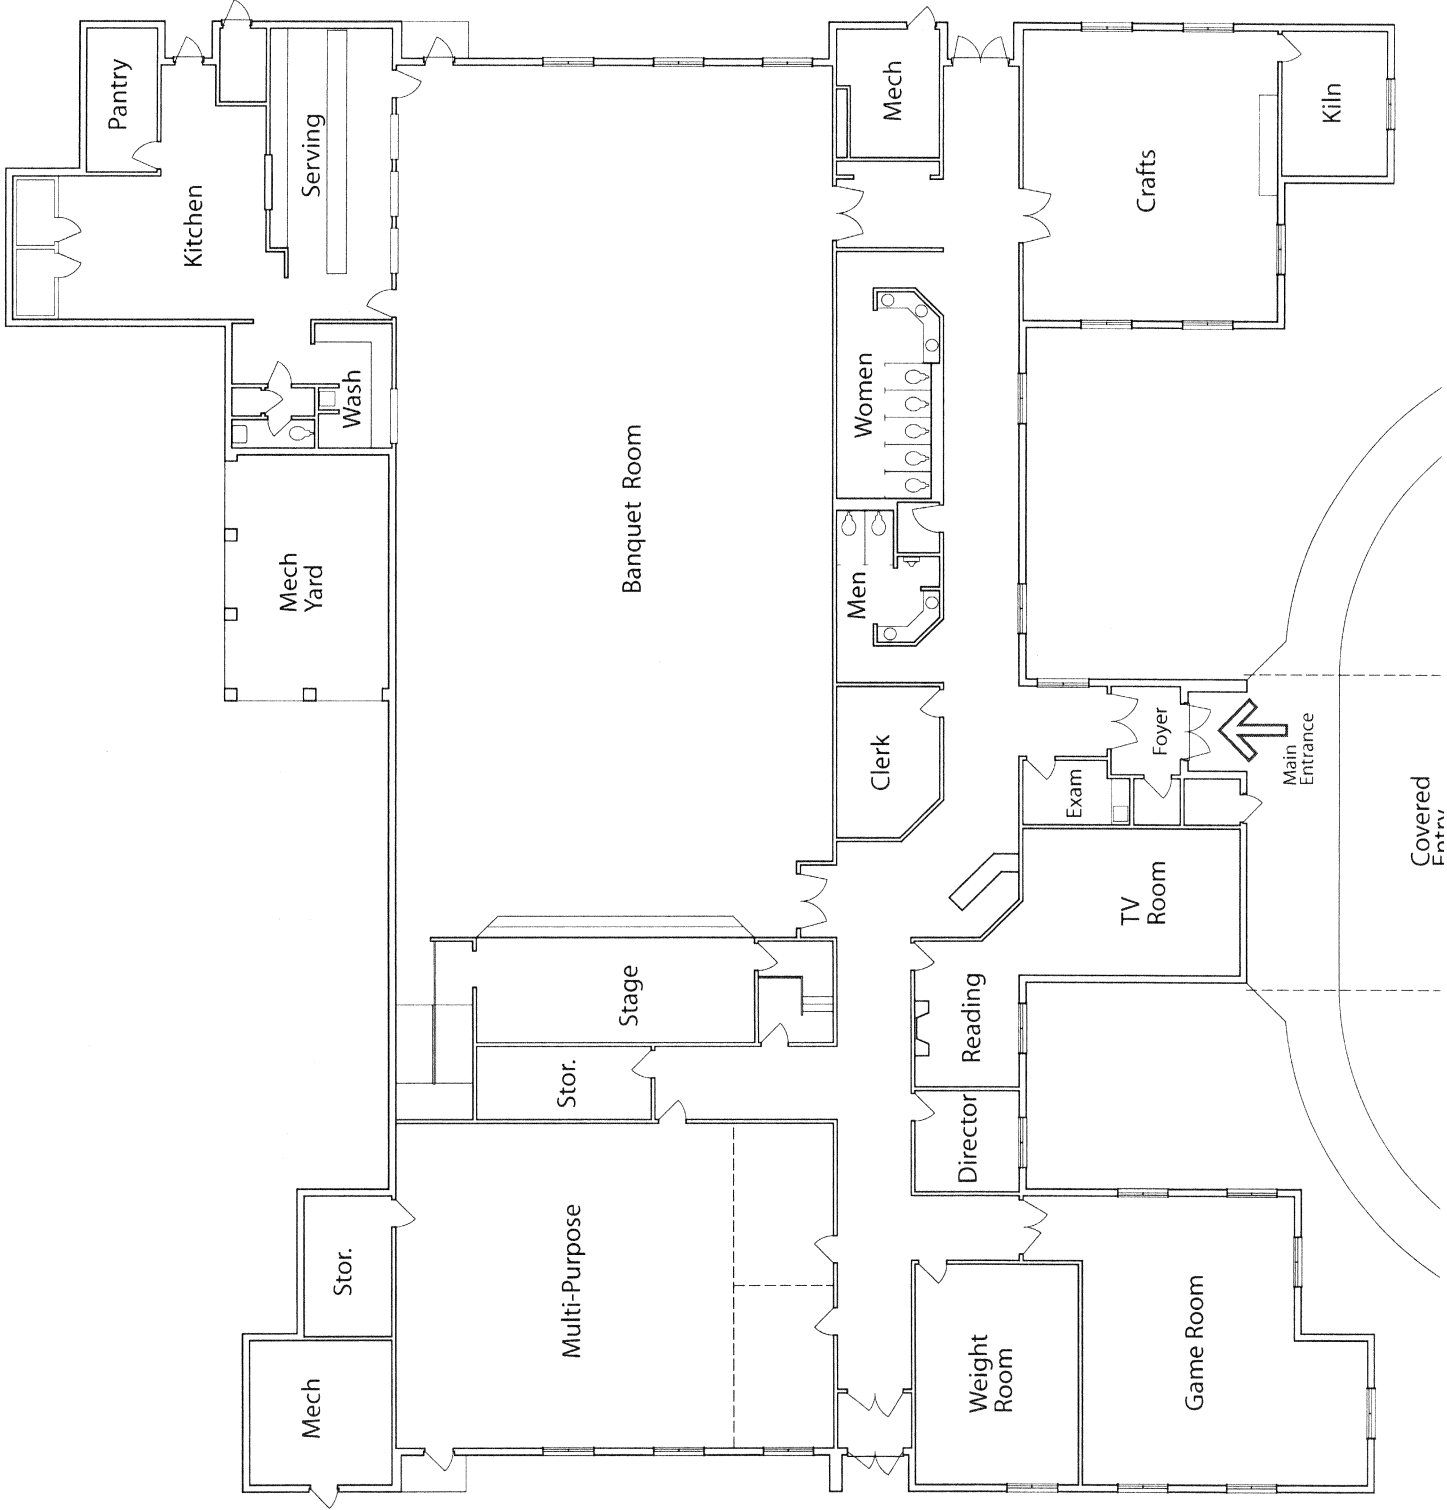 Pantry
Kitchen
Serving
Wash
Mech
Yard
Banquet Room
Mech
Crafts
Kiln
Women
Men
Clerk
Foyer
Main
Entrance
Exam
Covered
Entry
TV
Room
Reading
Stage
Stor.
Director
Multi-Purpose
Stor.
Mech
Weight
Room
Game Room